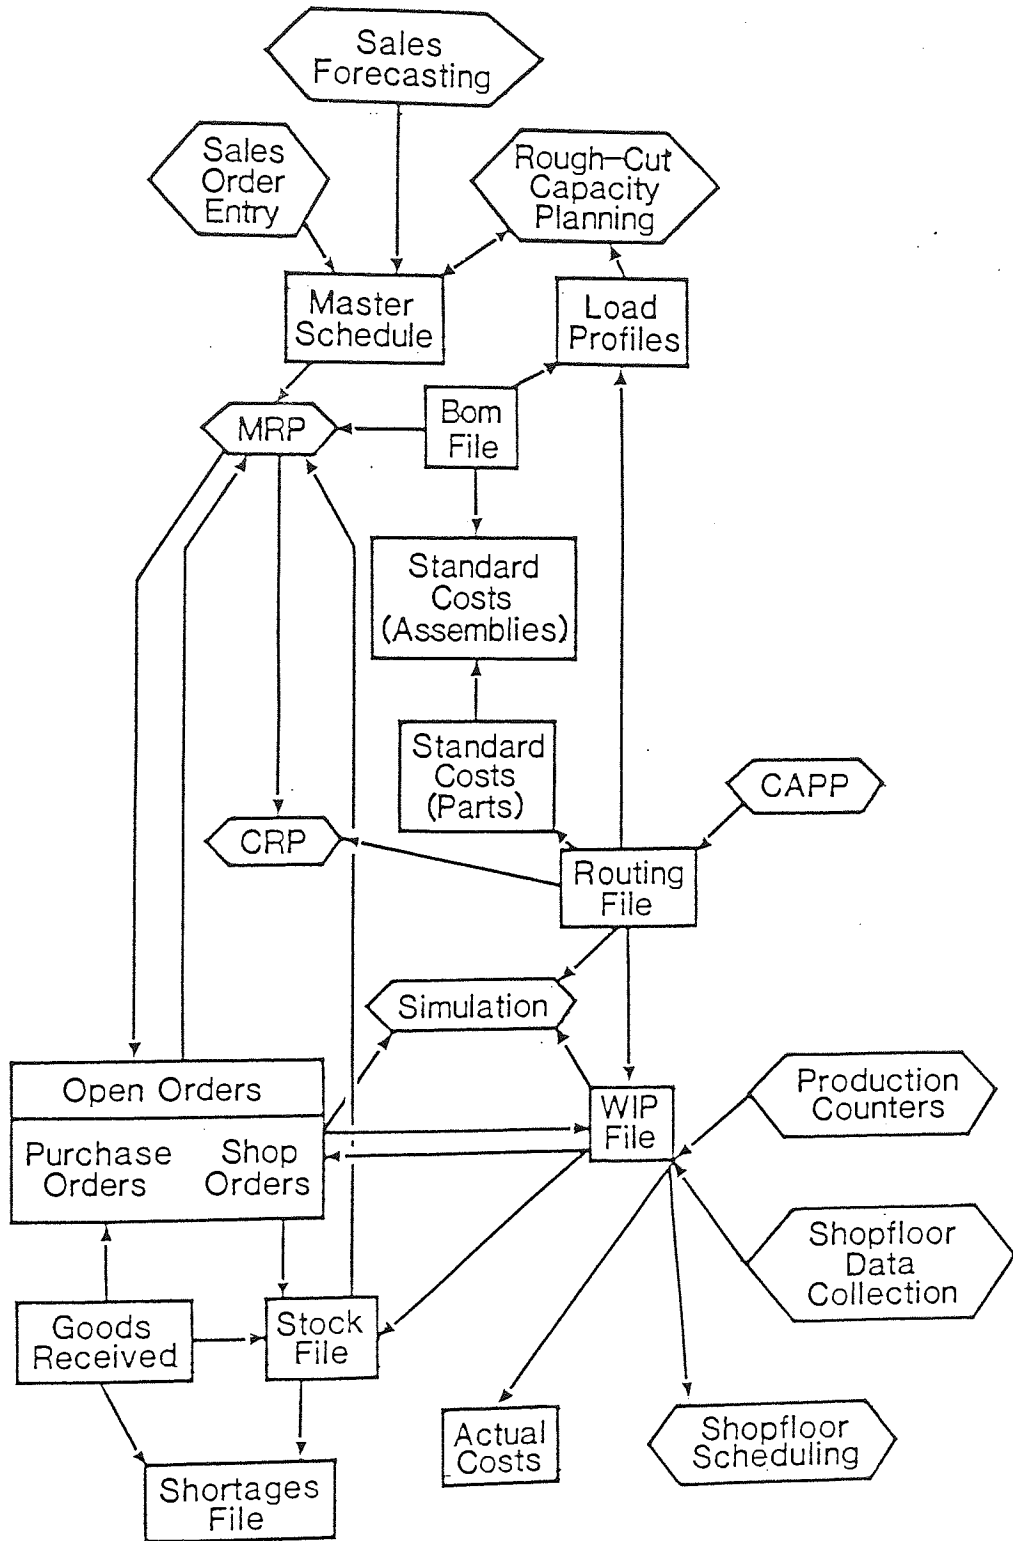 Sales
Forecasting
Sales
Order
Entry
Rough-Cut
Capacity
Planning
Master
Schedule
Load
Profiles
MRP
Bom
File
Standard
Costs
(Assemblies)
Standard
Costs
(Parts)
CAPP
CRP
Routing
File
Simulation
Open Orders
Purchase
Orders
Shop
Orders
WIP
File
Production
Counters
Shopfloor
Data
Collection
Goods
Received
Stock
File
Actual
Costs
Shopfloor
Scheduling
Shortages
File